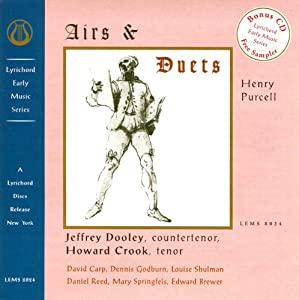 Lyrichord
Early
Music
Series
A
Lyrichord
Discs
Release
New York
LEMS 8024
Airs &
Duets
Bonus CD
Lyrichord
Early Music
Series
Free Sampler
Henry
Purcell
LEMS 8024
Jeffrey Dooley, countertenor,
Howard Crook, tenor
David Carp, Dennis Godburn, Louise Shulman
Daniel Reed, Mary Springfels, Edward Brewer